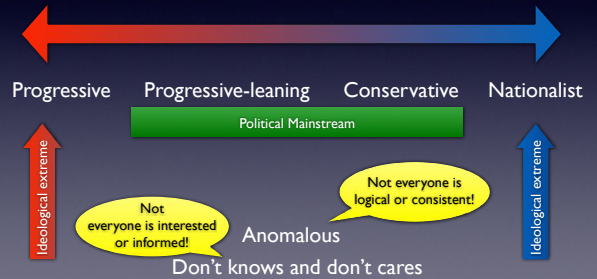 Progressive Progressive-leaning Conservative Nationalist
Political Mainstream
Ideological extreme
Ideological extreme
Not everyone is
logical or consistent!
Not
everyone is interested
or informed!
Anomalous
Don't knows and don't cares